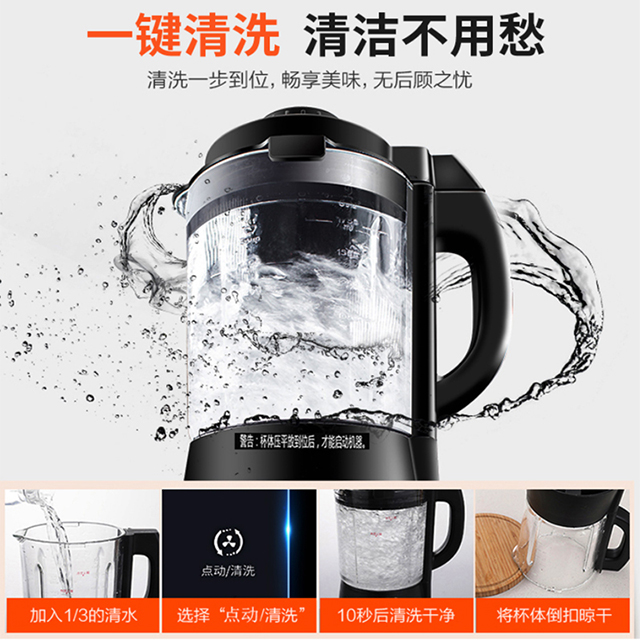 一键清洗 清洁不用愁
清洗一步到位，畅享美味，无后顾之忧
警告：杯体压平放到位后，才能启动机器。
点动/清洗
加入1/3的清水
选择“点动/清洗”
10秒后清洗干净
将杯体倒扣晾干